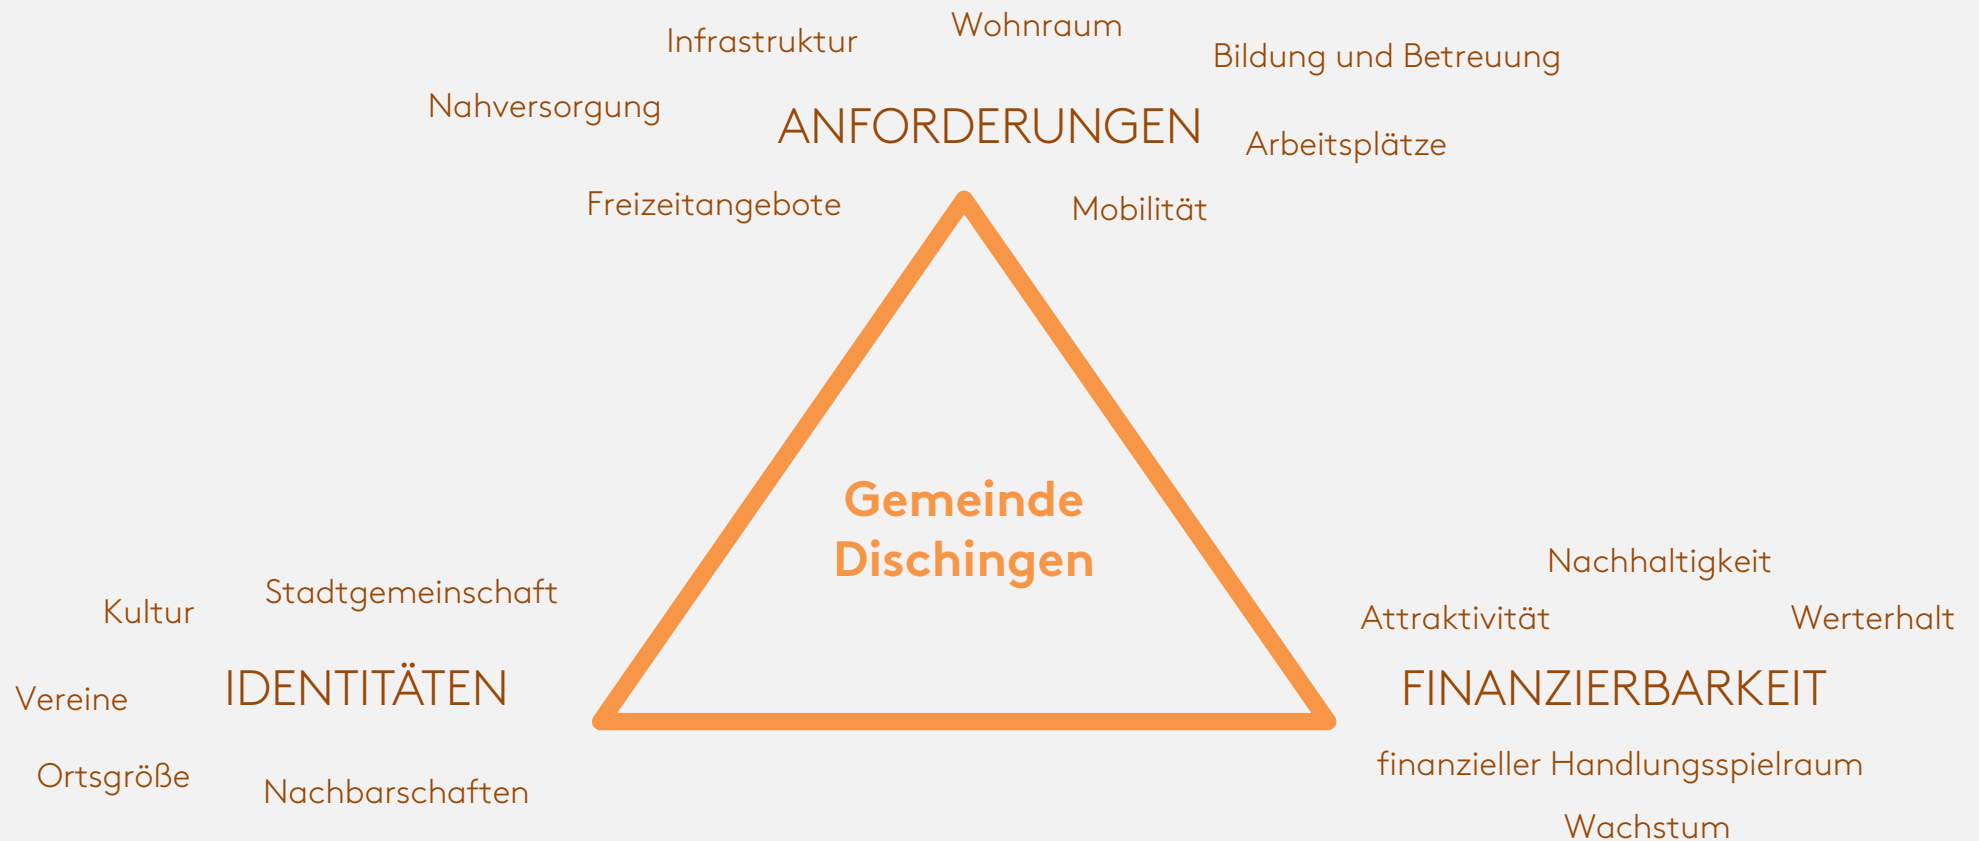 Wohnraum
Infrastruktur
Bildung und Betreuung
Nahversorgung
ANFORDERUNGEN
Arbeitsplätze
Freizeitangebote
Mobilität
Gemeinde
Dischingen
Stadtgemeinschaft
Kultur
IDENTITÄTEN
Vereine
Ortsgröße
Nachbarschaften
Nachhaltigkeit
Attraktivität
Werterhalt
FINANZIERBARKEIT
finanzieller Handlungsspielraum
Wachstum